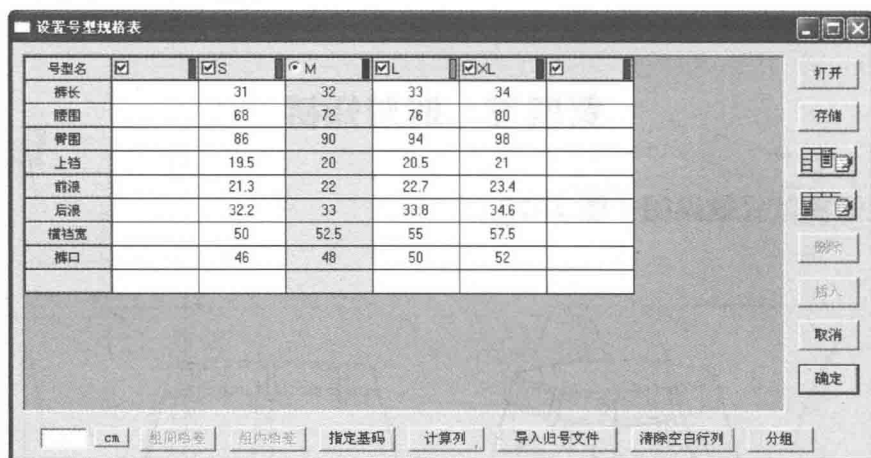 设置号型规格表
号型名 S M L XL
裤长 31 32 33 34
腰围 68 72 76 80
臀围 86 90 94 98
上裆 19.5 20 20.5 21
前浪 21.3 22 22.7 23.4
后浪 32.2 33 33.8 34.6
横裆宽 50 52.5 55 57.5
裤口 46 48 50 52
打开
存储
删除
插入
取消
确定
cm 组间档差 组内档差 指定基码 计算列 导入归号文件 清除空白行列 分组